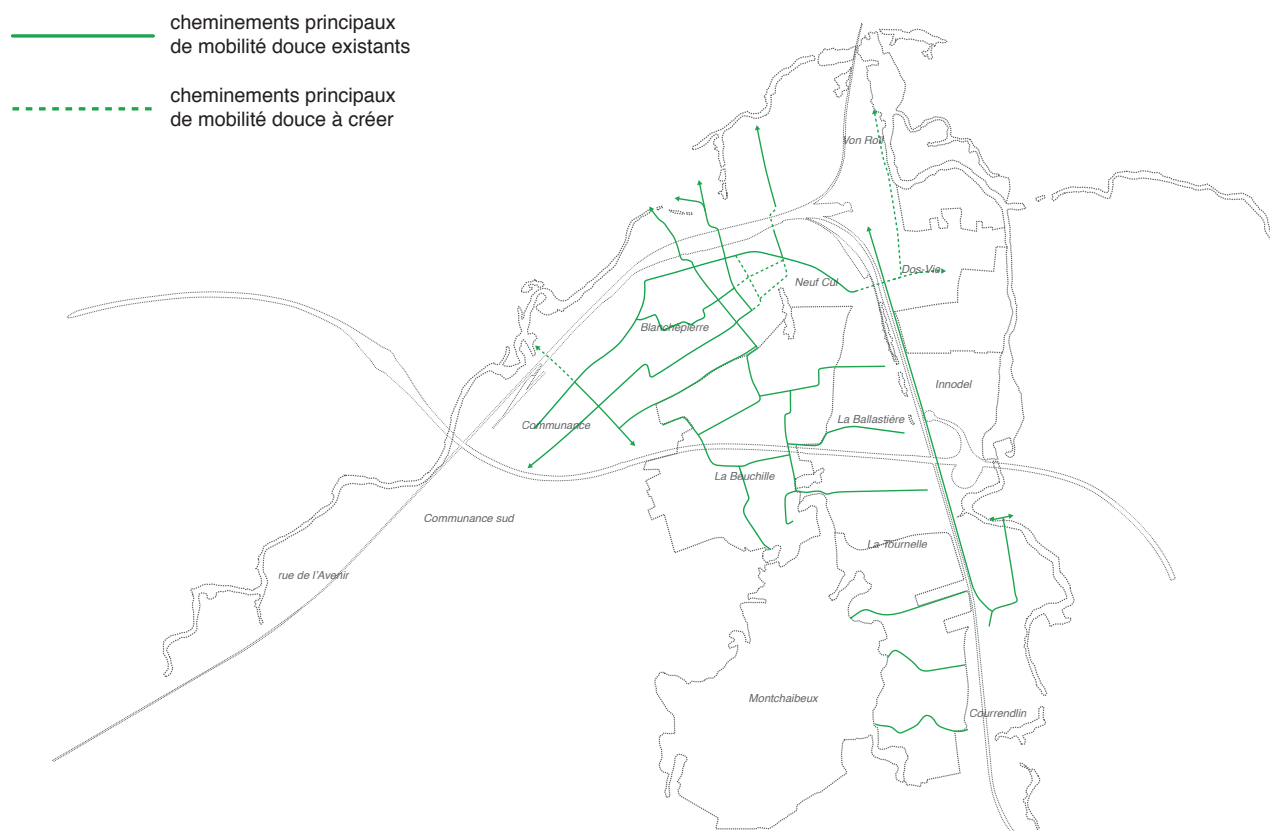 cheminements principaux
de mobilité douce existants
cheminements principaux
de mobilité douce à créer
Von Roll
Dos-Vie
Neuf Cul
Blanchepierre
Innodel
La Ballastière
Communance
La Beuchille
Communance sud
La Tournelle
rue de l'Avenir
Montchaibeux
Courrendlin